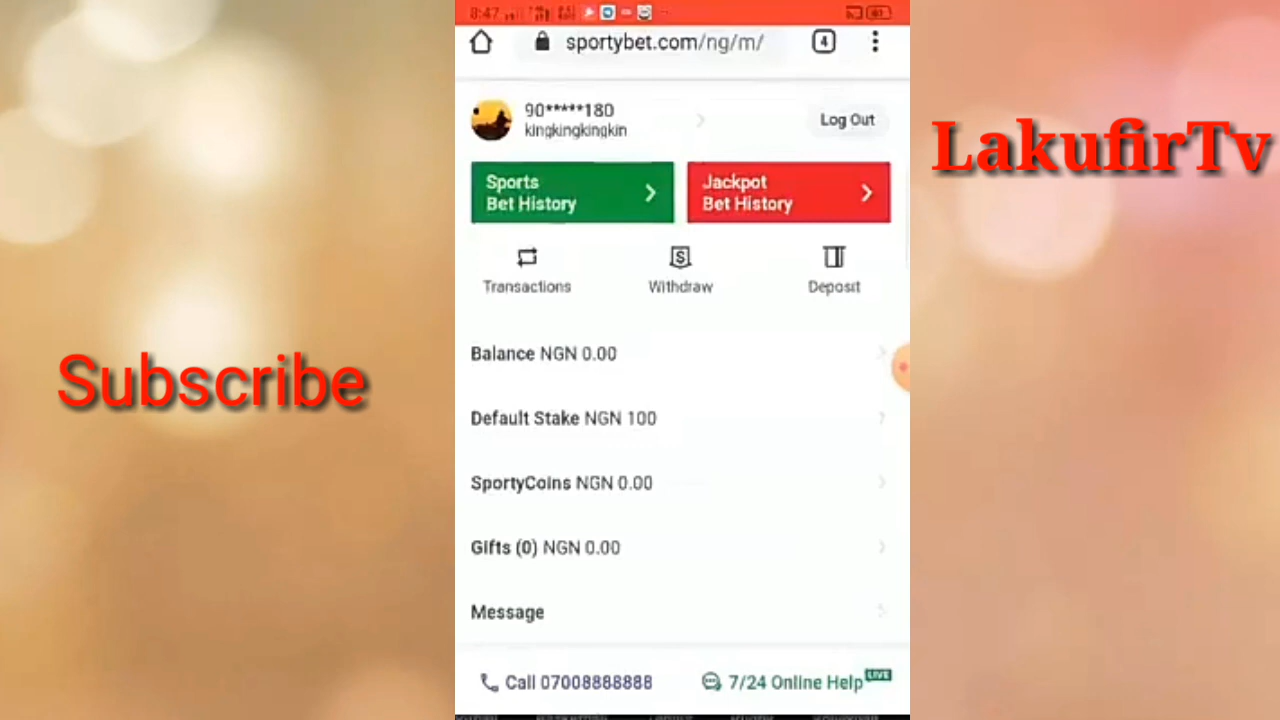 8:47
sportybet.com/ng/m/
4
90*****180
kingkingkingkin
Log Out
LakufirTv
Sports
Bet History
Jackpot
Bet History
Transactions
Withdraw
Deposit
Balance NGN 0.00
Subscribe
Default Stake NGN 100
SportyCoins NGN 0.00
Gifts (0) NGN 0.00
Message
Call 07008888888
7/24 Online Help LIVE